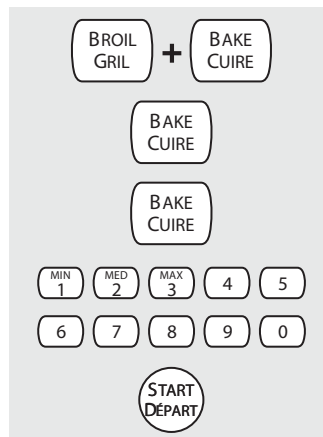 BROIL GRIL + BAKE CUIRE
BAKE CUIRE
BAKE CUIRE
MIN 1 MED 2 MAX 3 4 5
6 7 8 9 0
START DÉPART